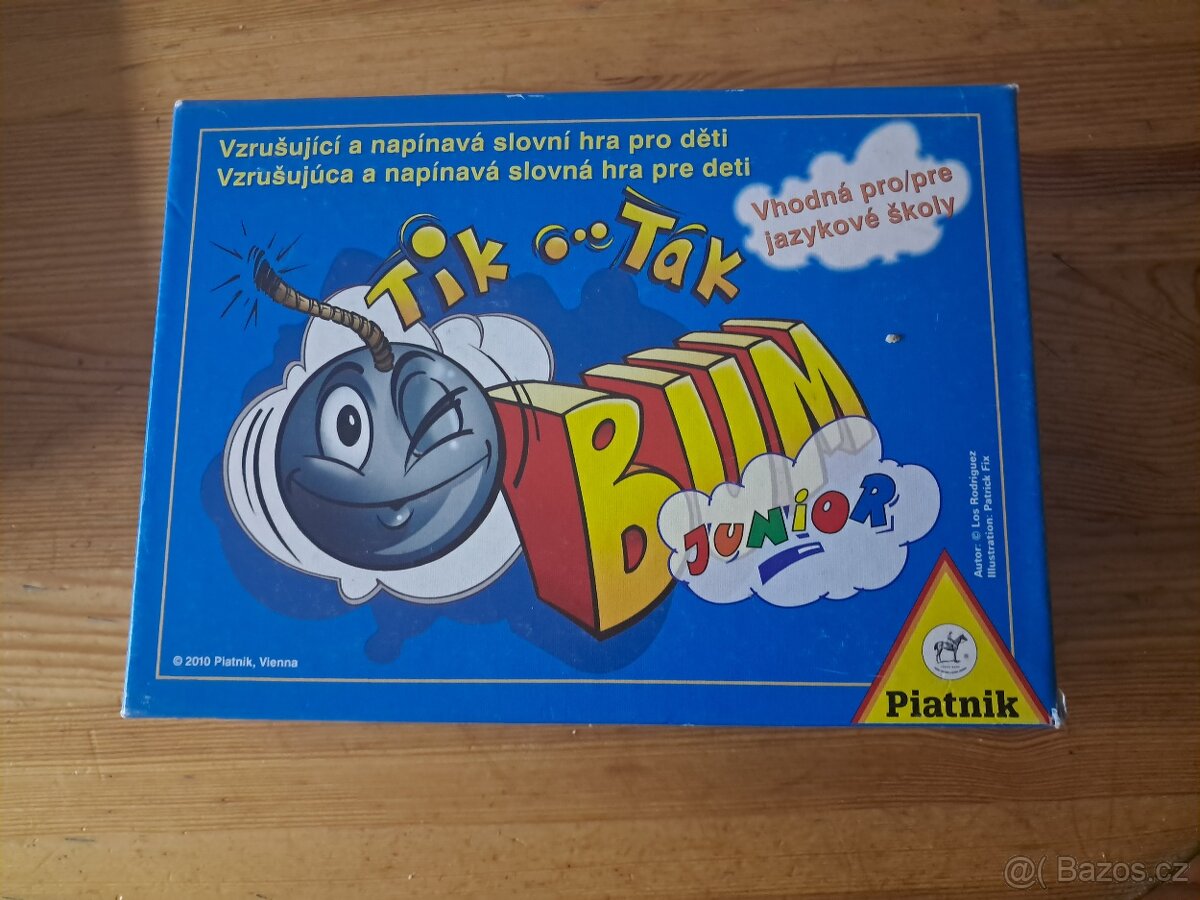 Vzrušující a napínavá slovní hra pro děti
Vzrušujúca a napínavá slovná hra pre deti
Vhodná pro/pre
jazykové školy
Tik ... Ťak
BUM
JUNiOR
Autor: © Los Rodriguez
Illustration: Patrick Fix
© 2010 Piatnik, Vienna
Piatnik
@( Bazos.cz